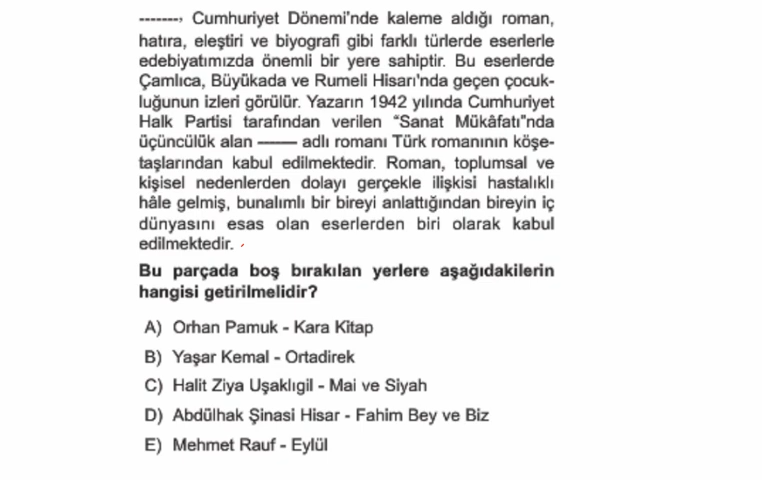 -------, Cumhuriyet Dönemi'nde kaleme aldığı roman,
hatıra, eleştiri ve biyografi gibi farklı türlerde eserlerle
edebiyatımızda önemli bir yere sahiptir. Bu eserlerde
Çamlıca, Büyükada ve Rumeli Hisarı'nda geçen çocuk-
luğunun izleri görülür. Yazarın 1942 yılında Cumhuriyet
Halk Partisi tarafından verilen “Sanat Mükâfatı”nda
üçüncülük alan ------- adlı romanı Türk romanının köşe-
taşlarından kabul edilmektedir. Roman, toplumsal ve
kişisel nedenlerden dolayı gerçekle ilişkisi hastalıklı
hâle gelmiş, bunalımlı bir bireyi anlattığından bireyin iç
dünyasını esas olan eserlerden biri olarak kabul
edilmektedir.
Bu parçada boş bırakılan yerlere aşağıdakilerin
hangisi getirilmelidir?
A) Orhan Pamuk - Kara Kitap
B) Yaşar Kemal - Ortadirek
C) Halit Ziya Uşaklıgil - Mai ve Siyah
D) Abdülhak Şinasi Hisar - Fahim Bey ve Biz
E) Mehmet Rauf - Eylül